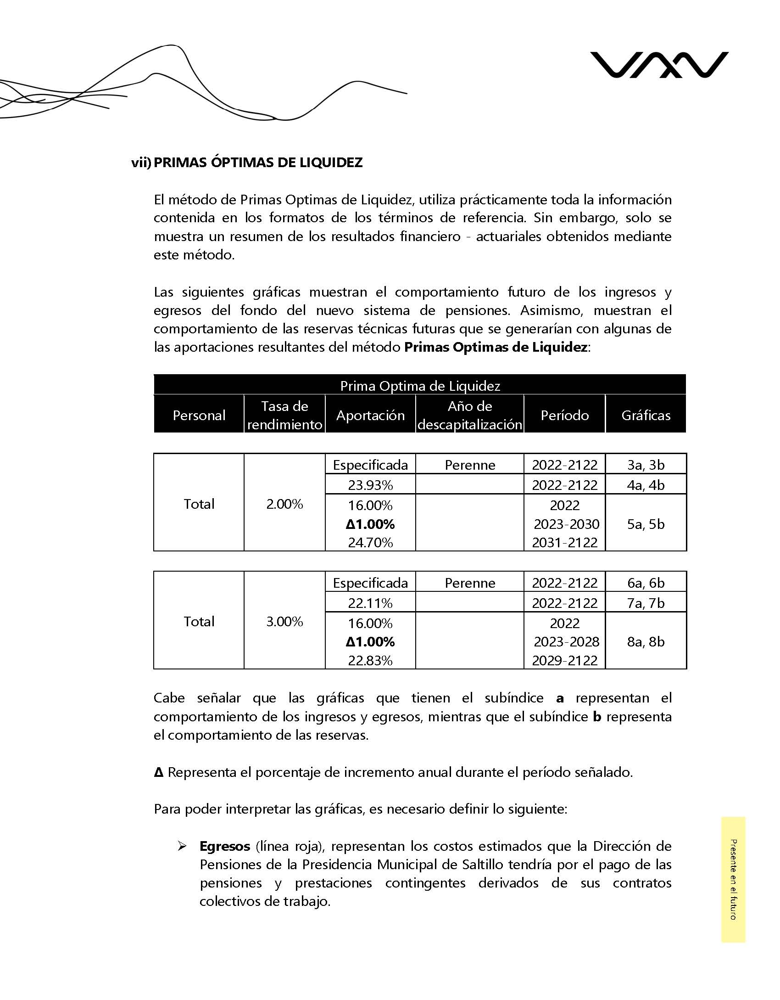 VAN
vii) PRIMAS ÓPTIMAS DE LIQUIDEZ
El método de Primas Optimas de Liquidez, utiliza prácticamente toda la información
contenida en los formatos de los términos de referencia. Sin embargo, solo se
muestra un resumen de los resultados financiero - actuariales obtenidos mediante
este método.
Las siguientes gráficas muestran el comportamiento futuro de los ingresos y
egresos del fondo del nuevo sistema de pensiones. Asimismo, muestran el
comportamiento de las reservas técnicas futuras que se generarían con algunas de
las aportaciones resultantes del método Primas Optimas de Liquidez:
Prima Optima de Liquidez
Personal Tasa de rendimiento Aportación Año de descapitalización Período Gráficas
Especificada Perenne 2022-2122 3a, 3b
23.93% 2022-2122 4a, 4b
Total 2.00% 16.00% 2022
Δ1.00% 2023-2030 5a, 5b
24.70% 2031-2122
Especificada Perenne 2022-2122 6a, 6b
22.11% 2022-2122 7a, 7b
Total 3.00% 16.00% 2022
Δ1.00% 2023-2028 8a, 8b
22.83% 2029-2122
Cabe señalar que las gráficas que tienen el subíndice a representan el
comportamiento de los ingresos y egresos, mientras que el subíndice b representa
el comportamiento de las reservas.
Δ Representa el porcentaje de incremento anual durante el período señalado.
Para poder interpretar las gráficas, es necesario definir lo siguiente:
➢ Egresos (línea roja), representan los costos estimados que la Dirección de
Pensiones de la Presidencia Municipal de Saltillo tendría por el pago de las
pensiones y prestaciones contingentes derivados de sus contratos
colectivos de trabajo.
Presente en el futuro